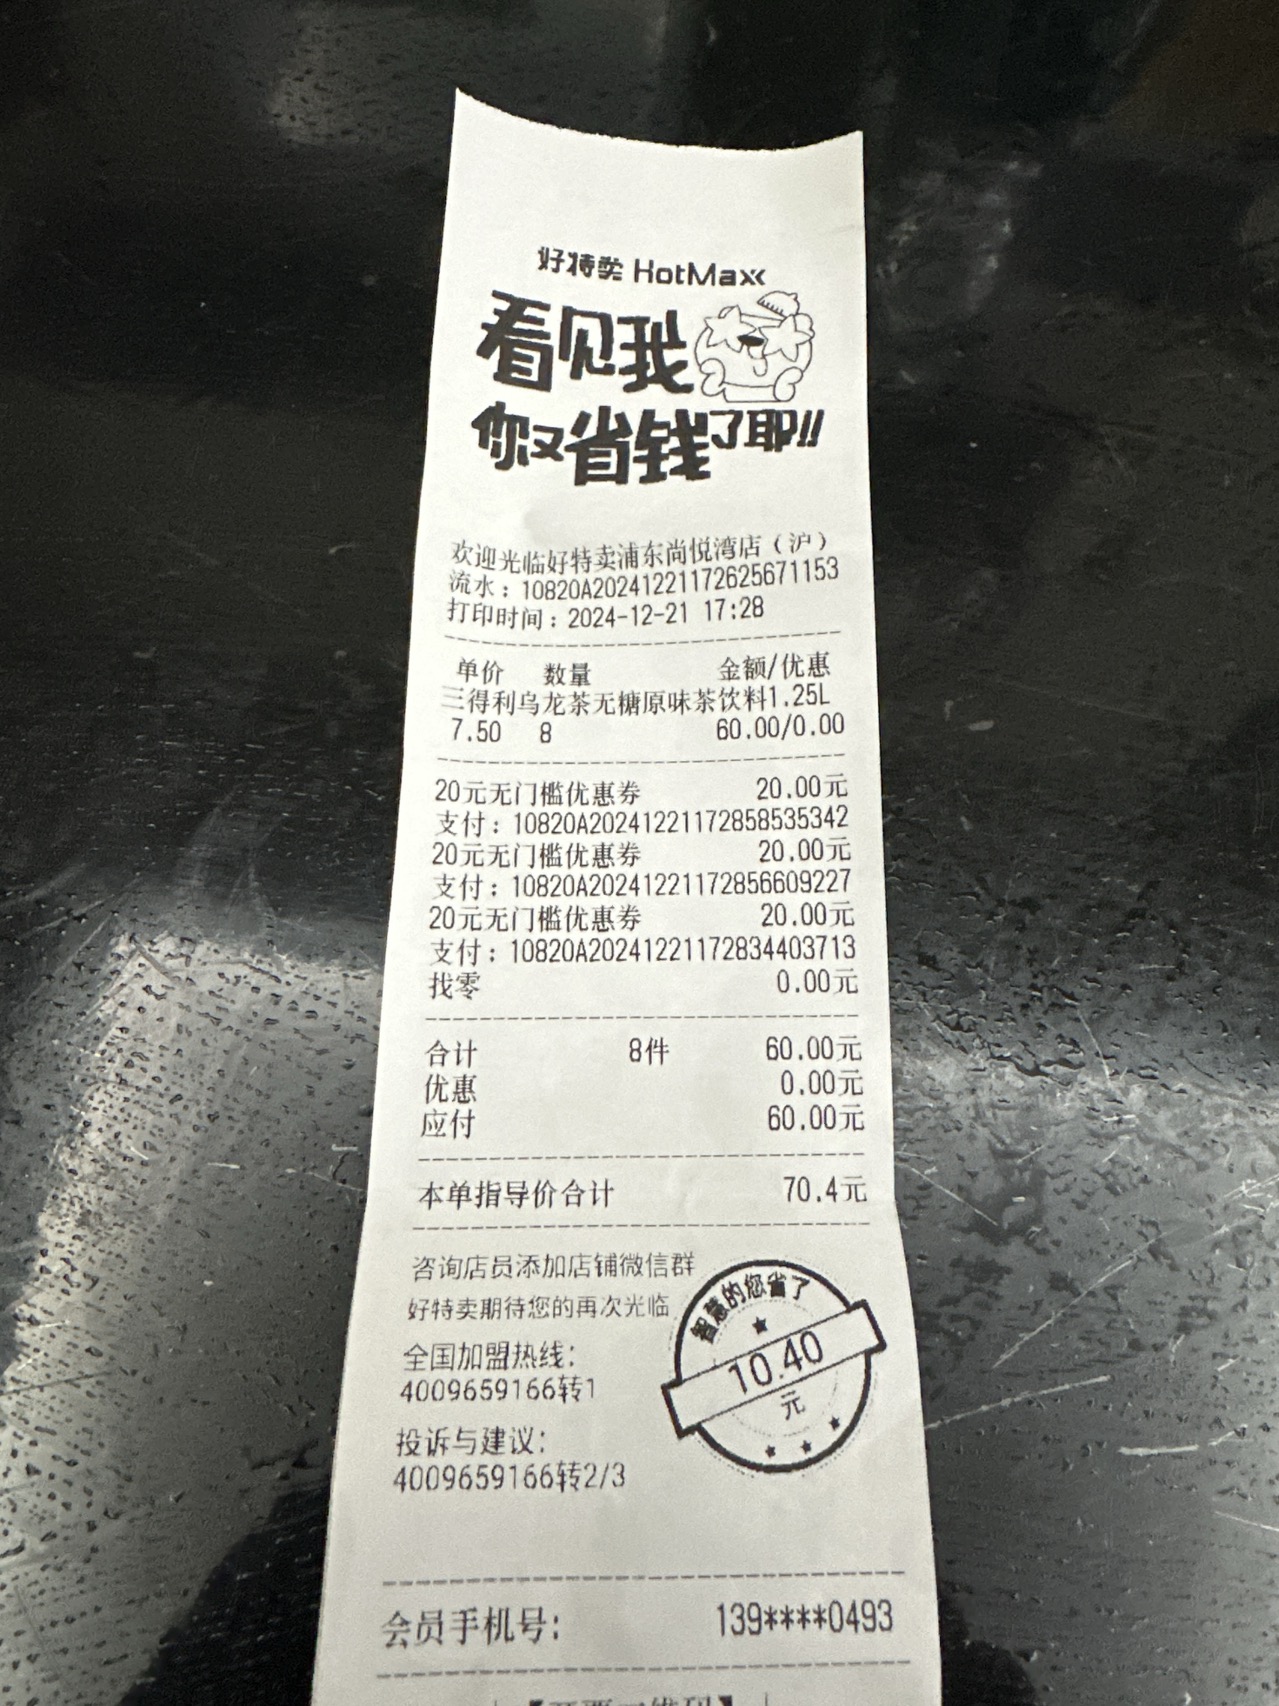 好特卖 HotMaxx
看见我
你又省钱了耶!!
欢迎光临好特卖浦东尚悦湾店（沪）
流水：10820A20241221172625671153
打印时间：2024-12-21 17:28
单价 数量 金额/优惠
三得利乌龙茶无糖原味茶饮料1.25L
7.50 8 60.00/0.00
20元无门槛优惠券 20.00元
支付：10820A20241221172858535342
20元无门槛优惠券 20.00元
支付：10820A20241221172856609227
20元无门槛优惠券 20.00元
支付：10820A20241221172834403713
找零 0.00元
合计 8件 60.00元
优惠 0.00元
应付 60.00元
本单指导价合计 70.4元
咨询店员添加店铺微信群
好特卖期待您的再次光临
智慧的您省了
10.40
元
全国加盟热线：
4009659166转1
投诉与建议：
4009659166转2/3
会员手机号： 139****0493